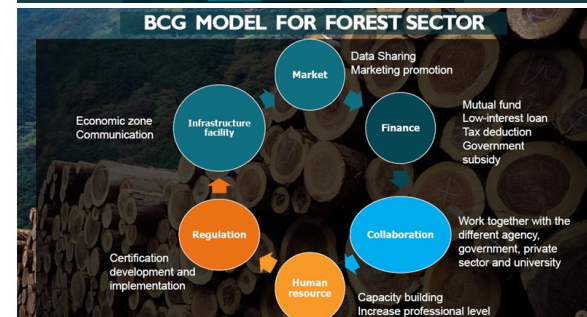 BCG MODEL FOR FOREST SECTOR
Market
Data Sharing
Marketing promotion
Finance
Mutual fund
Low-interest loan
Tax deduction
Government
subsidy
Collaboration
Work together with the
different agency,
government, private
sector and university
Human
resource
Capacity building
Increase professional level
Regulation
Certification
development and
implementation
Infrastructure
facility
Economic zone
Communication